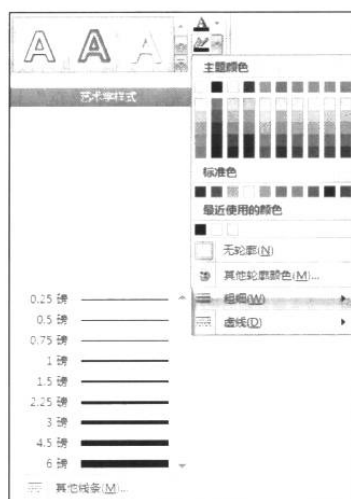 A A A A
主题颜色
艺术字样式
标准色
最近使用的颜色
无轮廓(N)
其他轮廓颜色(M)...
粗细(W)
虚线(D)
0.25 磅
0.5 磅
0.75 磅
1 磅
1.5 磅
2.25 磅
3 磅
4.5 磅
6 磅
其他线条(M)...